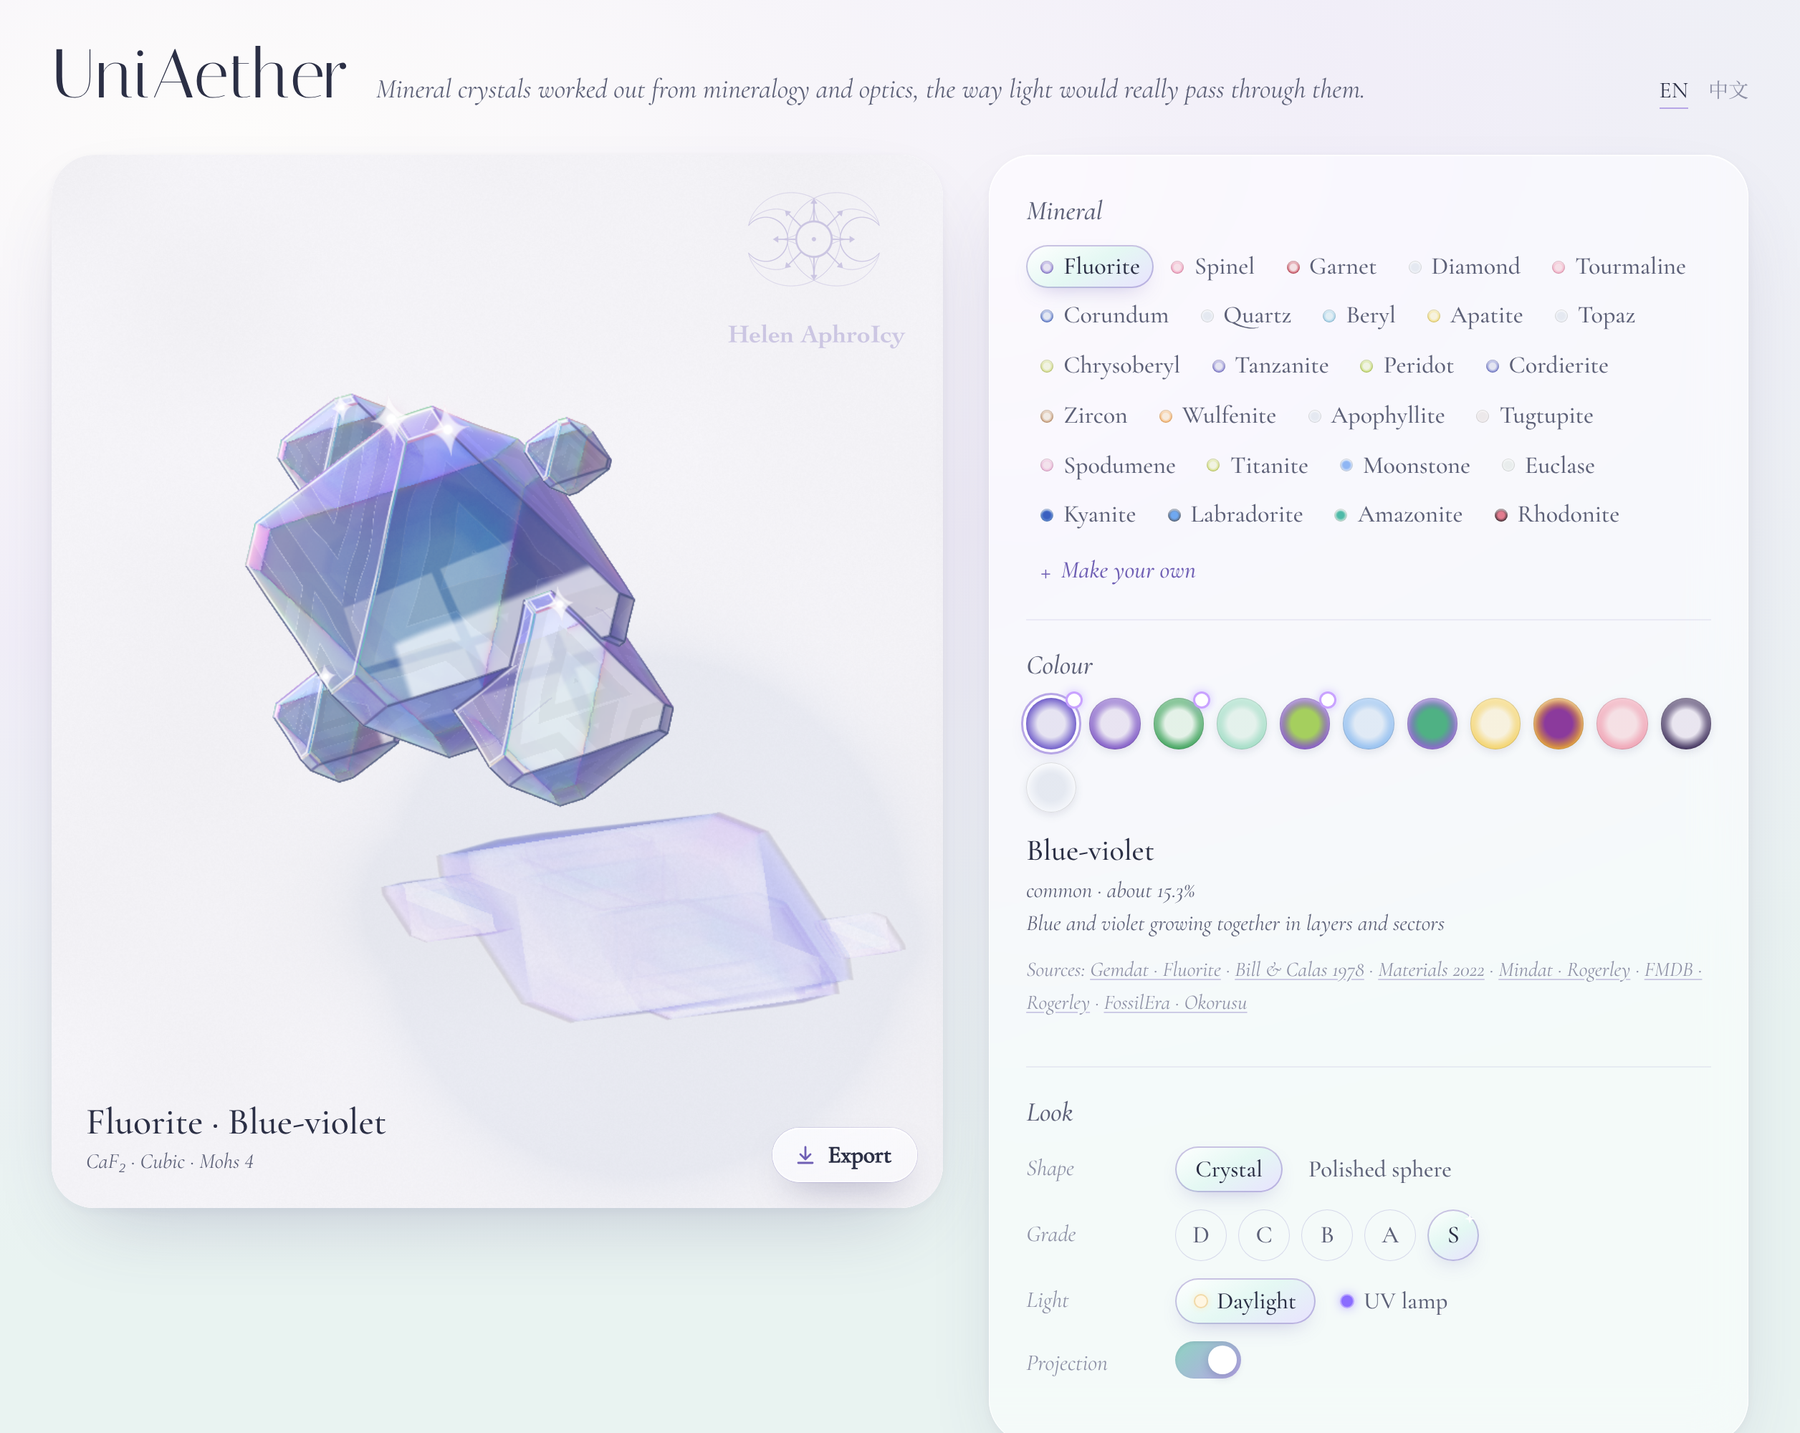 UniAether
Mineral crystals worked out from mineralogy and optics, the way light would really pass through them.
EN 中文
Helen AphroIcy
Fluorite · Blue-violet
CaF₂ · Cubic · Mohs 4
Export
Mineral
Fluorite Spinel Garnet Diamond Tourmaline
Corundum Quartz Beryl Apatite Topaz
Chrysoberyl Tanzanite Peridot Cordierite
Zircon Wulfenite Apophyllite Tugtupite
Spodumene Titanite Moonstone Euclase
Kyanite Labradorite Amazonite Rhodonite
+ Make your own
Colour
Blue-violet
common · about 15.3%
Blue and violet growing together in layers and sectors
Sources: Gemdat · Fluorite · Bill & Calas 1978 · Materials 2022 · Mindat · Rogerley · FMDB ·
Rogerley · FossilEra · Okorusu
Look
Shape Crystal Polished sphere
Grade D C B A S
Light Daylight UV lamp
Projection